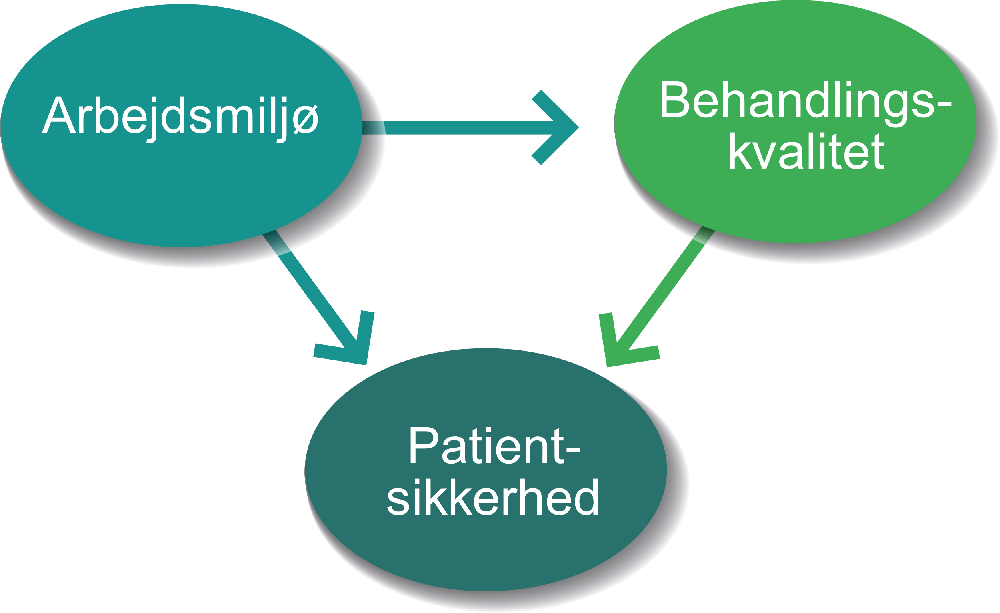 Arbejdsmiljø
Behandlings-
kvalitet
Patient-
sikkerhed